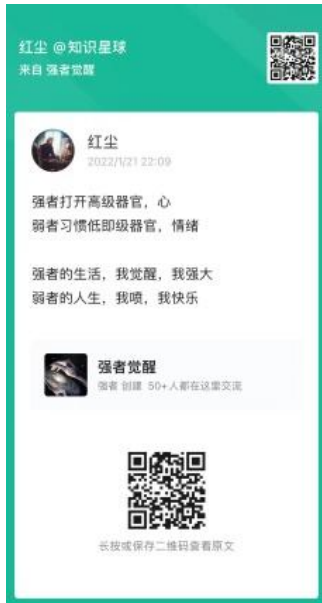 红尘 @知识星球
来自 强者觉醒
红尘
2022/1/21 22:09
强者打开高级器官，心
弱者习惯低即级器官，情绪
强者的生活，我觉醒，我强大
弱者的人生，我喷，我快乐
强者觉醒
强者 创建 50+人都在这里交流
长按或保存二维码查看原文